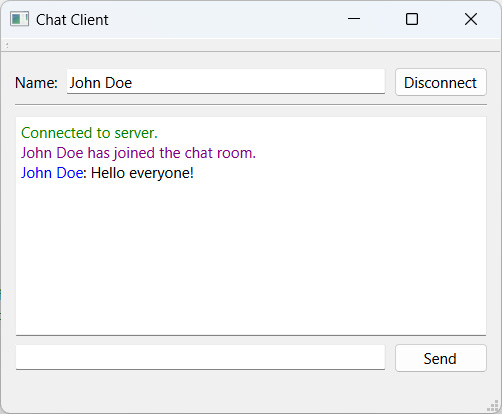 Chat Client
Name: John Doe Disconnect
Connected to server.
John Doe has joined the chat room.
John Doe: Hello everyone!
Send